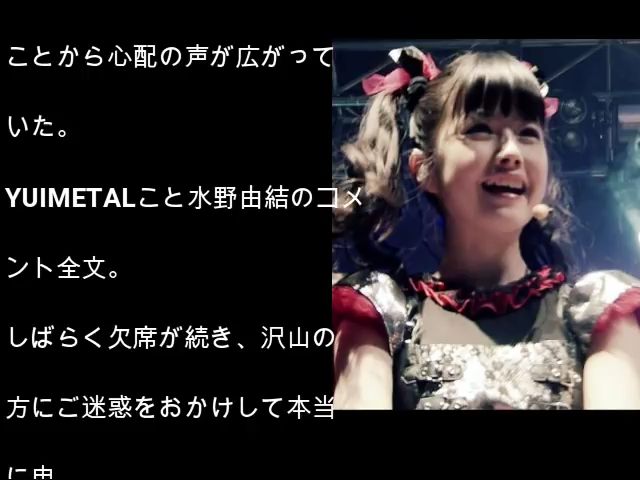 ことから心配の声が広がって
いた。
YUIMETALこと水野由結のコメ
ント全文。
しばらく欠席が続き、沢山の
方にご迷惑をおかけして本当
に申